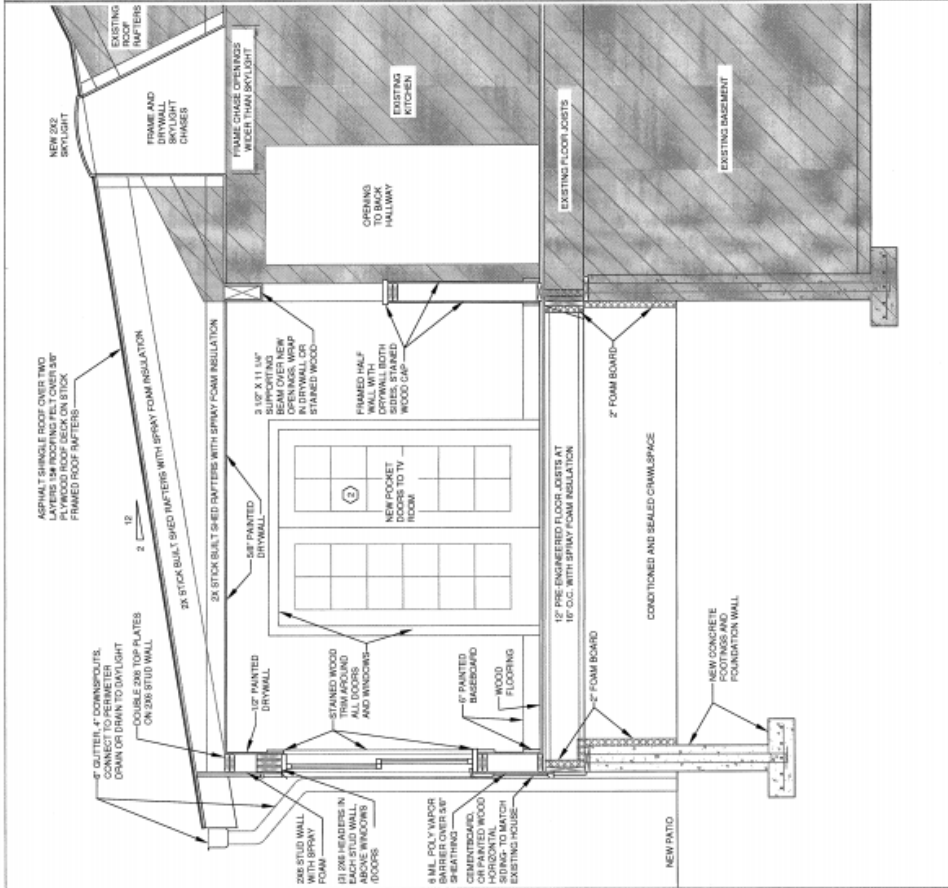 EXISTING
ROOF
RAFTERS
NEW 2X2
SKYLIGHT
FRAME AND
DRYWALL
SKYLIGHT
CHASES
FRAME CHASE OPENINGS
WIDER THAN SKYLIGHT
EXISTING
KITCHEN
EXISTING FLOOR JOISTS
EXISTING BASEMENT
OPENING
TO BACK
HALLWAY
ASPHALT SHINGLE ROOF OVER TWO
LAYERS 15# ROOFING FELT OVER 5/8"
PLYWOOD ROOF DECK ON STICK
FRAMED ROOF RAFTERS
12
2
2X STICK BUILT SHED RAFTERS WITH SPRAY FOAM INSULATION
2X STICK BUILT SHED RAFTERS WITH SPRAY FOAM INSULATION
5/8" PAINTED
DRYWALL
3 1/2" X 11 1/4"
SUPPORTING
BEAM OVER NEW
OPENINGS, WRAP
IN DRYWALL OR
STAINED WOOD
FRAMED HALF
WALL WITH
DRYWALL BOTH
SIDES, STAINED
WOOD CAP
2" FOAM BOARD
2
NEW POCKET
DOORS TO TV
ROOM
12" PRE-ENGINEERED FLOOR JOISTS AT
16" O.C. WITH SPRAY FOAM INSULATION
CONDITIONED AND SEALED CRAWLSPACE
6" GUTTER, 4" DOWNSPOUTS,
CONNECT TO PERIMETER
DRAIN OR DRAIN TO DAYLIGHT
DOUBLE 2X6 TOP PLATES
ON 2X6 STUD WALL
1/2" PAINTED
DRYWALL
STAINED WOOD
TRIM AROUND
ALL DOORS
AND WINDOWS
6" PAINTED
BASEBOARD
WOOD
FLOORING
2" FOAM BOARD
NEW CONCRETE
FOOTINGS AND
FOUNDATION WALL
2X6 STUD WALL
WITH SPRAY
FOAM
(3) 2X6 HEADERS IN
EACH STUD WALL,
ABOVE WINDOWS
/DOORS
6 MIL. POLY VAPOR
BARRIER OVER 5/8"
SHEATHING
CEMENTBOARD,
OR PAINTED WOOD
HORIZONTAL
SIDING- TO MATCH
EXISTING HOUSE
NEW PATIO